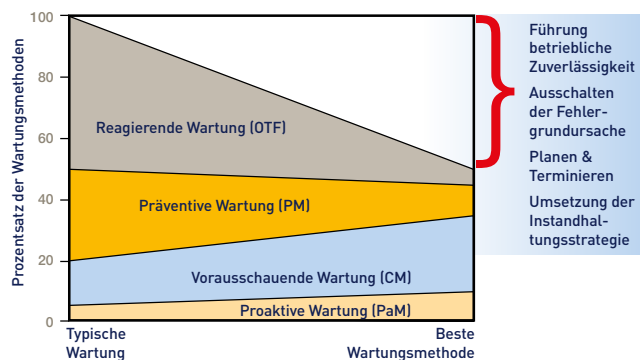 Prozentsatz der Wartungsmethoden
100
80
60
40
20
0
Reagierende Wartung (OTF)
Präventive Wartung (PM)
Vorausschauende Wartung (CM)
Proaktive Wartung (PaM)
Typische
Wartung
Beste
Wartungsmethode
Führung
betriebliche
Zuverlässigkeit
Ausschalten
der Fehler-
grundursache
Planen &
Terminieren
Umsetzung der
Instandhal-
tungsstrategie